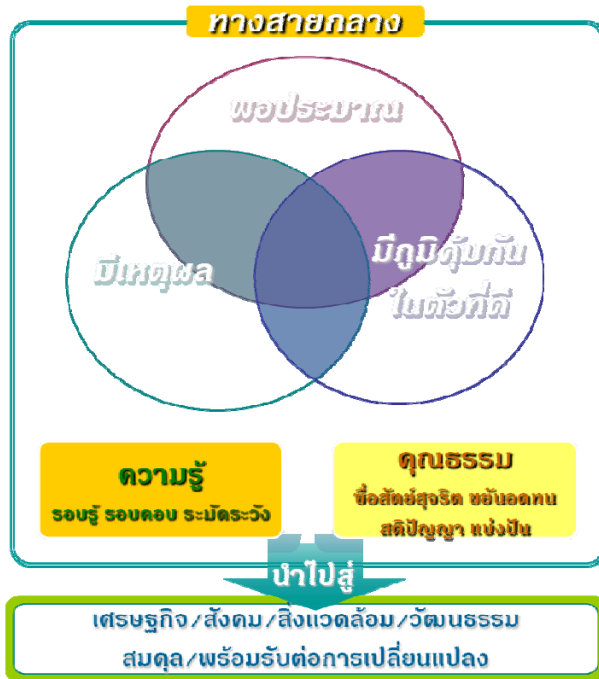 ทางสายกลาง
พอประมาณ
มีเหตุผล
มีภูมิคุ้มกัน
ในตัวที่ดี
ความรู้
รอบรู้ รอบคอบ ระมัดระวัง
คุณธรรม
ซื่อสัตย์สุจริต ขยันอดทน
สติปัญญา แบ่งปัน
นำไปสู่
เศรษฐกิจ/สังคม/สิ่งแวดล้อม/วัฒนธรรม
สมดุล/พร้อมรับต่อการเปลี่ยนแปลง